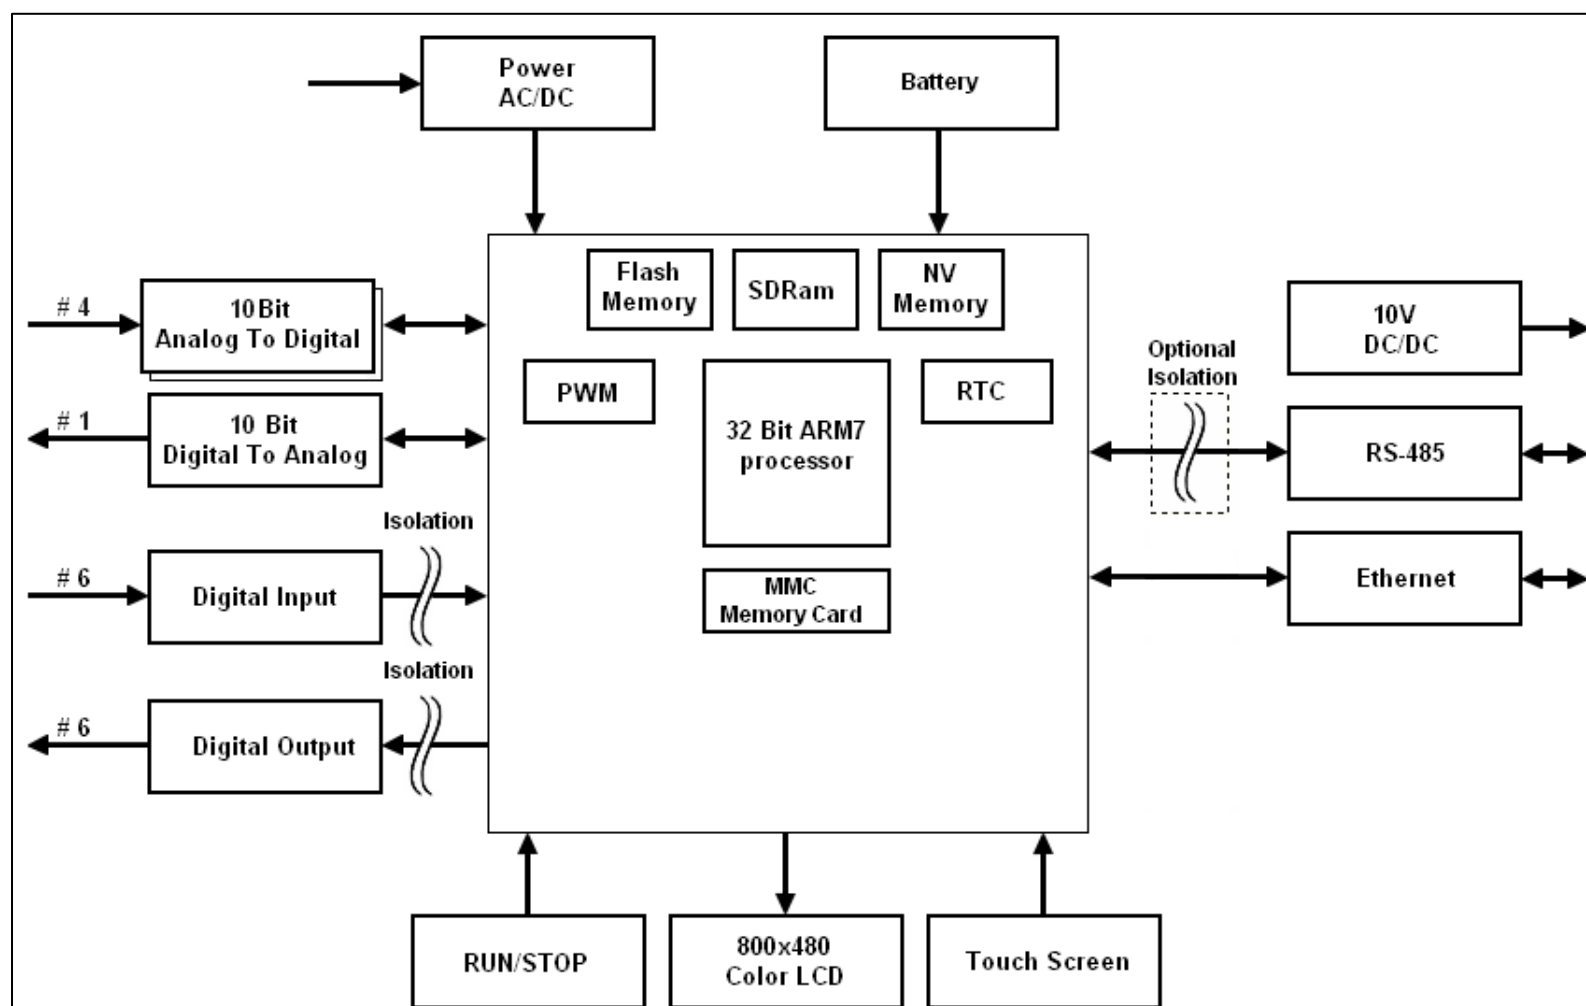 Power
AC/DC
Battery
Flash
Memory
SDRam
NV
Memory
# 4
10Bit
Analog To Digital
10V
DC/DC
Optional
Isolation
PWM
RTC
# 1
10 Bit
Digital To Analog
32 Bit ARM7
processor
RS-485
Isolation
# 6
Digital Input
MMC
Memory Card
Ethernet
Isolation
# 6
Digital Output
RUN/STOP
800x480
Color LCD
Touch Screen